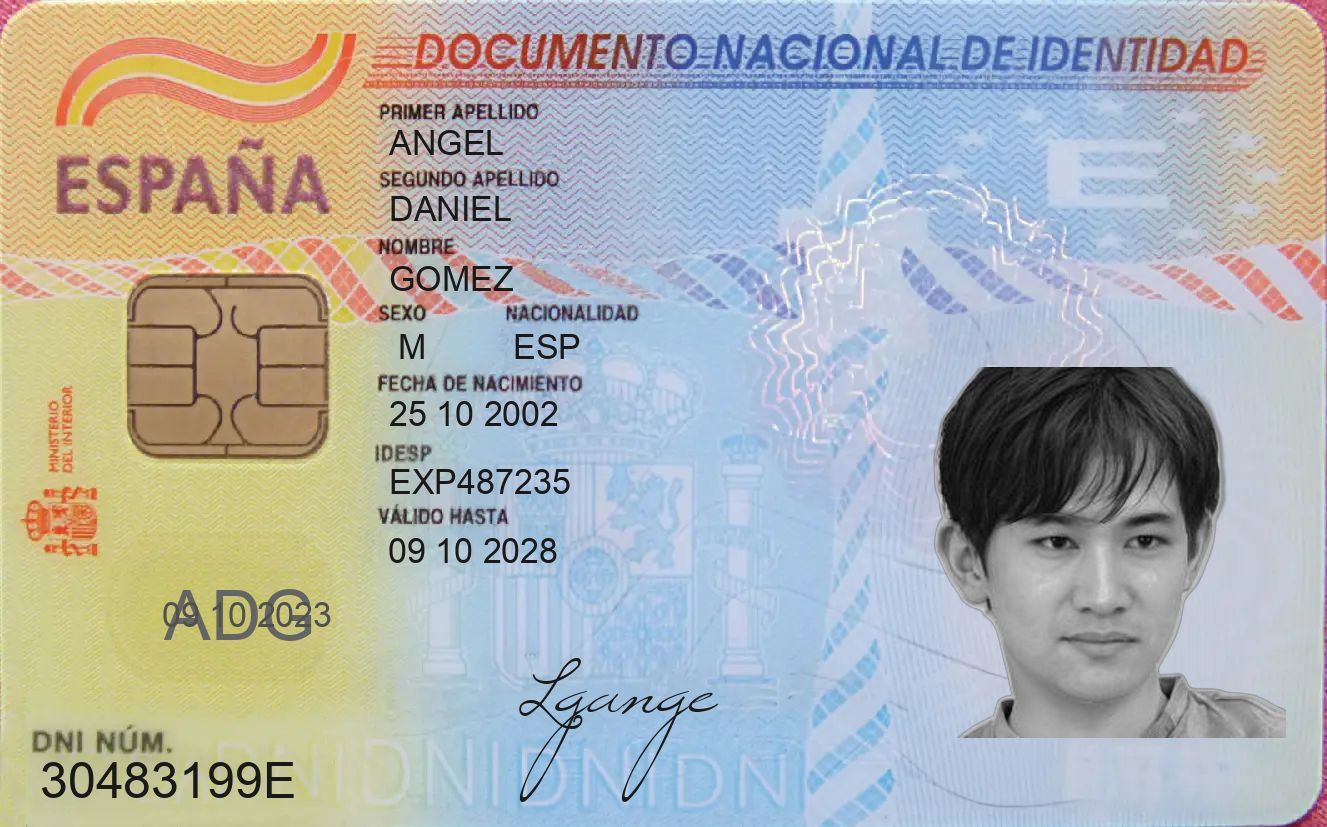 DOCUMENTO NACIONAL DE IDENTIDAD
ESPAÑA
PRIMER APELLIDO
ANGEL
SEGUNDO APELLIDO
DANIEL
NOMBRE
GOMEZ
SEXO NACIONALIDAD
M ESP
FECHA DE NACIMIENTO
25 10 2002
IDESP
EXP487235
VÁLIDO HASTA
09 10 2028
MINISTERIO
DEL INTERIOR
E
ADG
09 10 2023
Lgange
DNI NÚM.
30483199E
DNIDNIDNIDNI